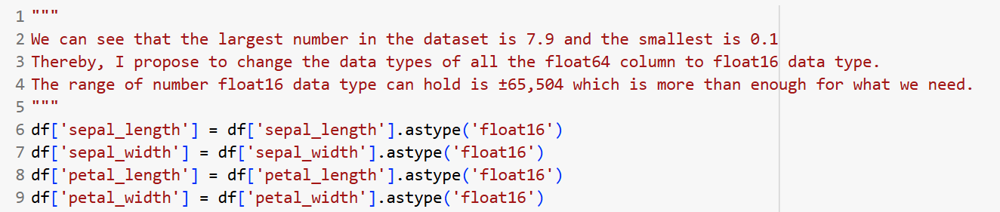 1 """
2 We can see that the largest number in the dataset is 7.9 and the smallest is 0.1
3 Thereby, I propose to change the data types of all the float64 column to float16 data type.
4 The range of number float16 data type can hold is ±65,504 which is more than enough for what we need.
5 """
6 df['sepal_length'] = df['sepal_length'].astype('float16')
7 df['sepal_width'] = df['sepal_width'].astype('float16')
8 df['petal_length'] = df['petal_length'].astype('float16')
9 df['petal_width'] = df['petal_width'].astype('float16')